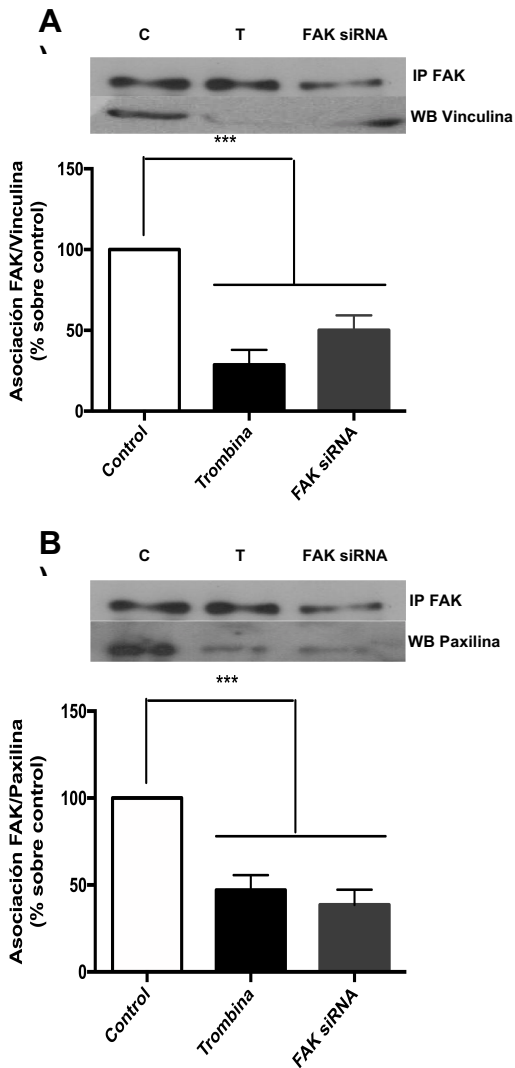 A
C T FAK siRNA
IP FAK
WB Vinculina
***
150
100
50
0
Asociación FAK/Vinculina
(% sobre control)
Control
Trombina
FAK siRNA
B
C T FAK siRNA
IP FAK
WB Paxilina
***
150
100
50
0
Asociación FAK/Paxilina
(% sobre control)
Control
Trombina
FAK siRNA